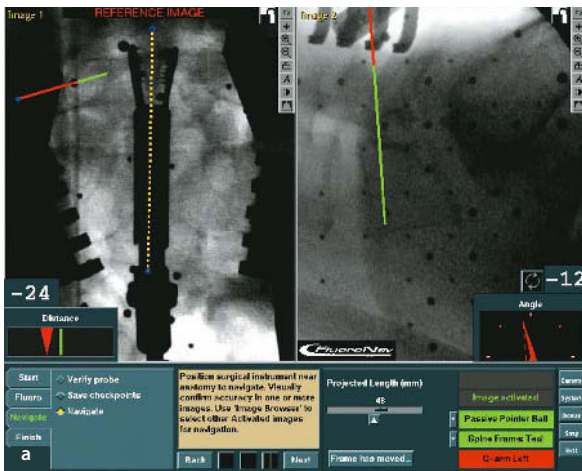 Image 1
REFERENCE IMAGE
Image 2
-24
Distance
-12
Angle
FluoroNav
Start
Fluoro
Navigate
Finish
Verify probe
Save checkpoints
Navigate
Position surgical instrument near
anatomy to navigate. Visually
confirm accuracy in one or more
images. Use 'Image Browser' to
select other Activated images
for navigation.
Back
Next
Projected Length (mm)
48
Frame has moved...
Image activated
Passive Pointer Ball
Spine Frame: Teal
C-arm Left
Camera
System
Exit
a